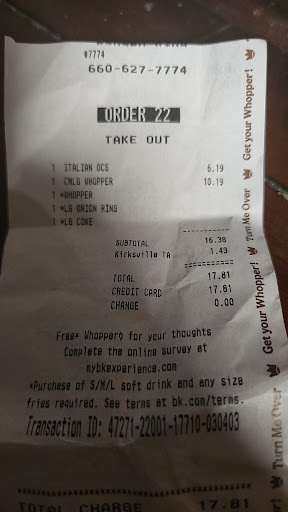 #7774
660-627-7774
ORDER 22
TAKE OUT
1 ITALIAN OCS 6.19
1 CMLG WHOPPER 10.19
1 *WHOPPER
1 *LG ONION RING
1 *LG COKE
SUBTOTAL 16.38
Kirksville TA 1.43
TOTAL 17.81
CREDIT CARD 17.81
CHANGE 0.00
Free* Whopper® for your thoughts
Complete the online survey at
mybkexperience.com
*Purchase of S/M/L soft drink and any size
fries required. See terms at bk.com/terms.
Transaction ID: 47271-22001-17710-030403
TOTAL CHARGE 17.81
Turn Me Over Get your Whopper! Turn Me Over Get your Whopper!